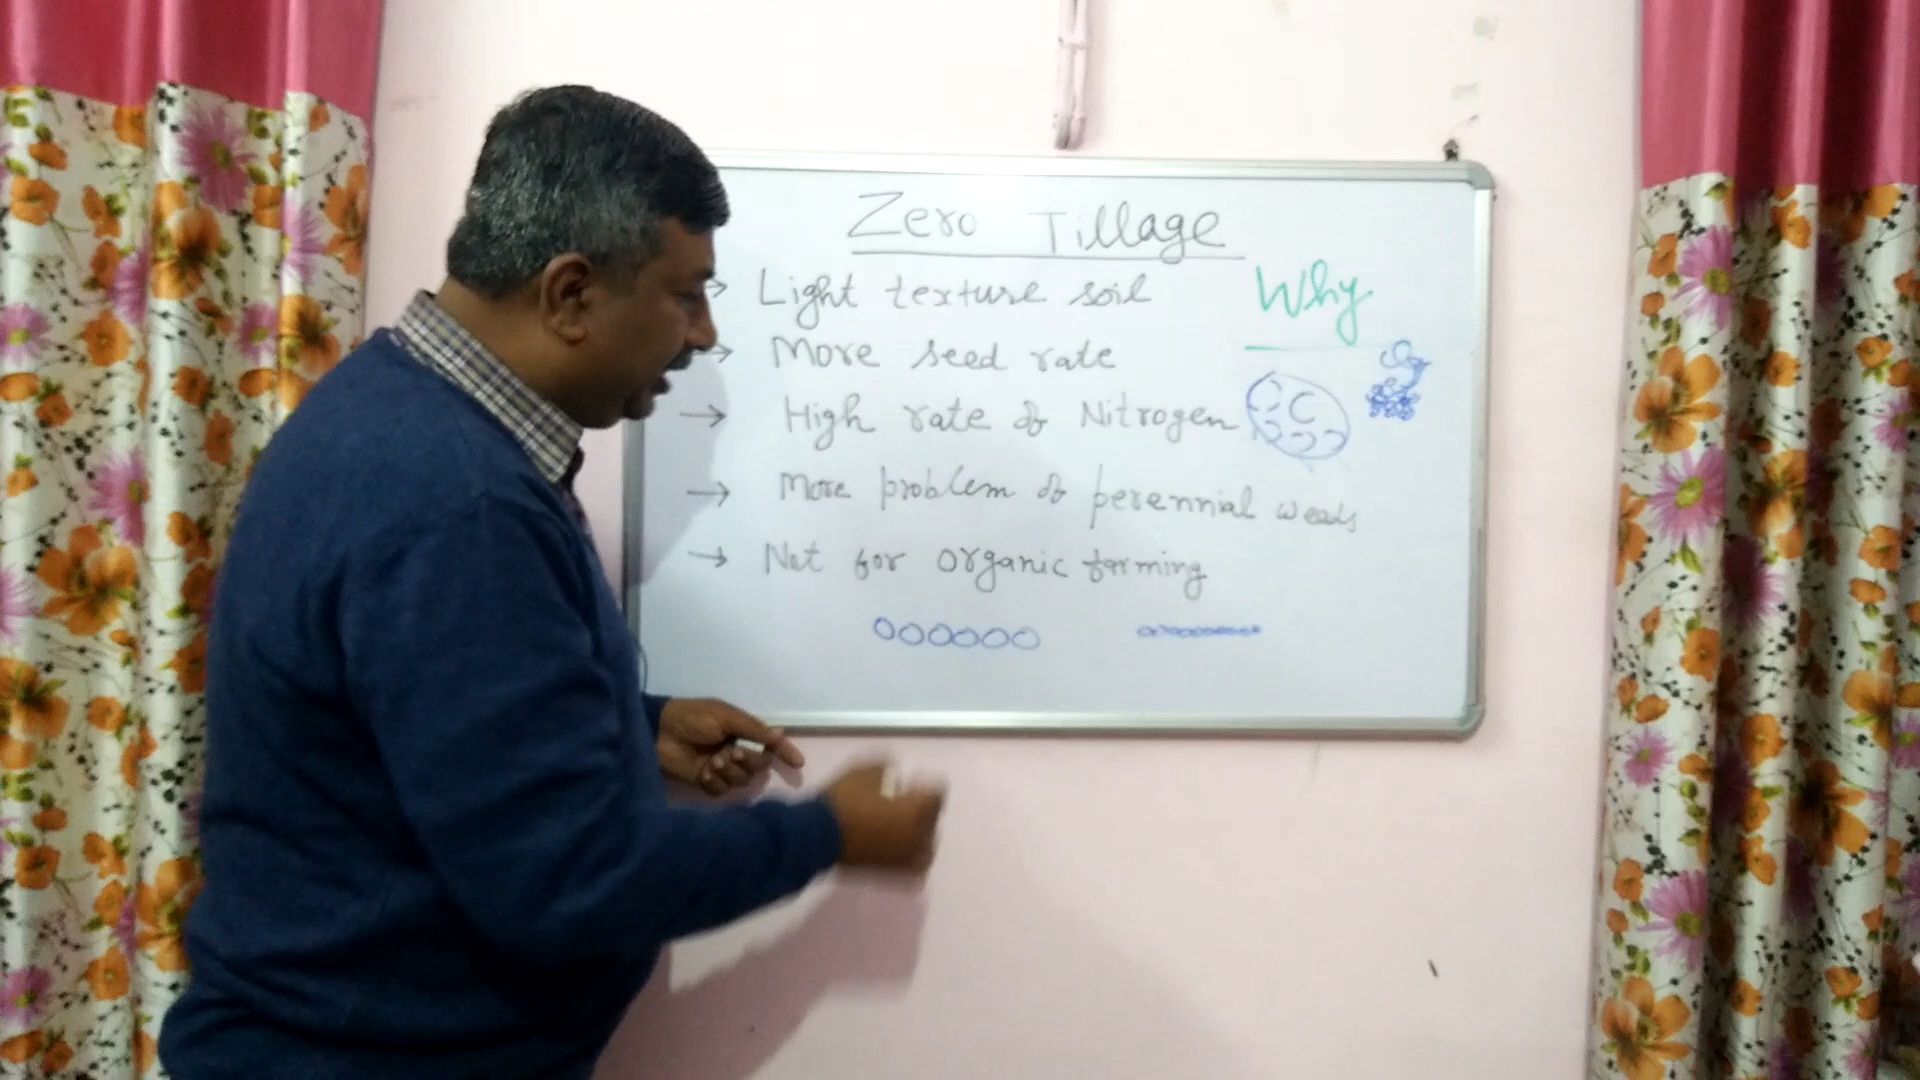 Zero Tillage
→ Light texture soil
Why
→ More seed rate
→ High rate of Nitrogen
C
→ More problem of perennial weeds
→ Not for organic farming